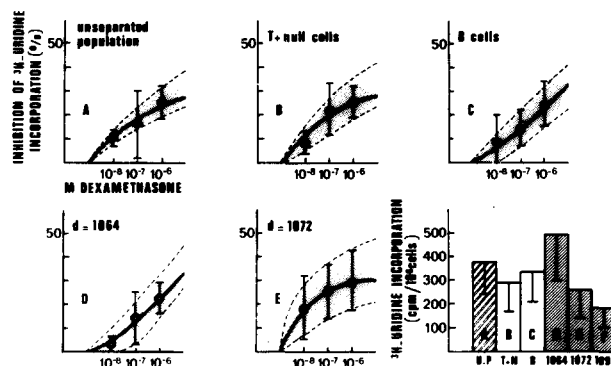 unseparated population
T+null cells
B cells
INHIBITION OF ³H-URIDINE INCORPORATION (%)
50
50
50
A
B
C
10⁻⁸ 10⁻⁷ 10⁻⁶
10⁻⁸ 10⁻⁷ 10⁻⁶
10⁻⁸ 10⁻⁷ 10⁻⁶
M DEXAMETHASONE
d = 1064
d = 1072
50
50
D
E
10⁻⁸ 10⁻⁷ 10⁻⁶
10⁻⁸ 10⁻⁷ 10⁻⁶
³H-URIDINE INCORPORATION
(cpm/10⁶cells)
500
400
300
200
100
A B C
U.P T+N B 1064 1072 109